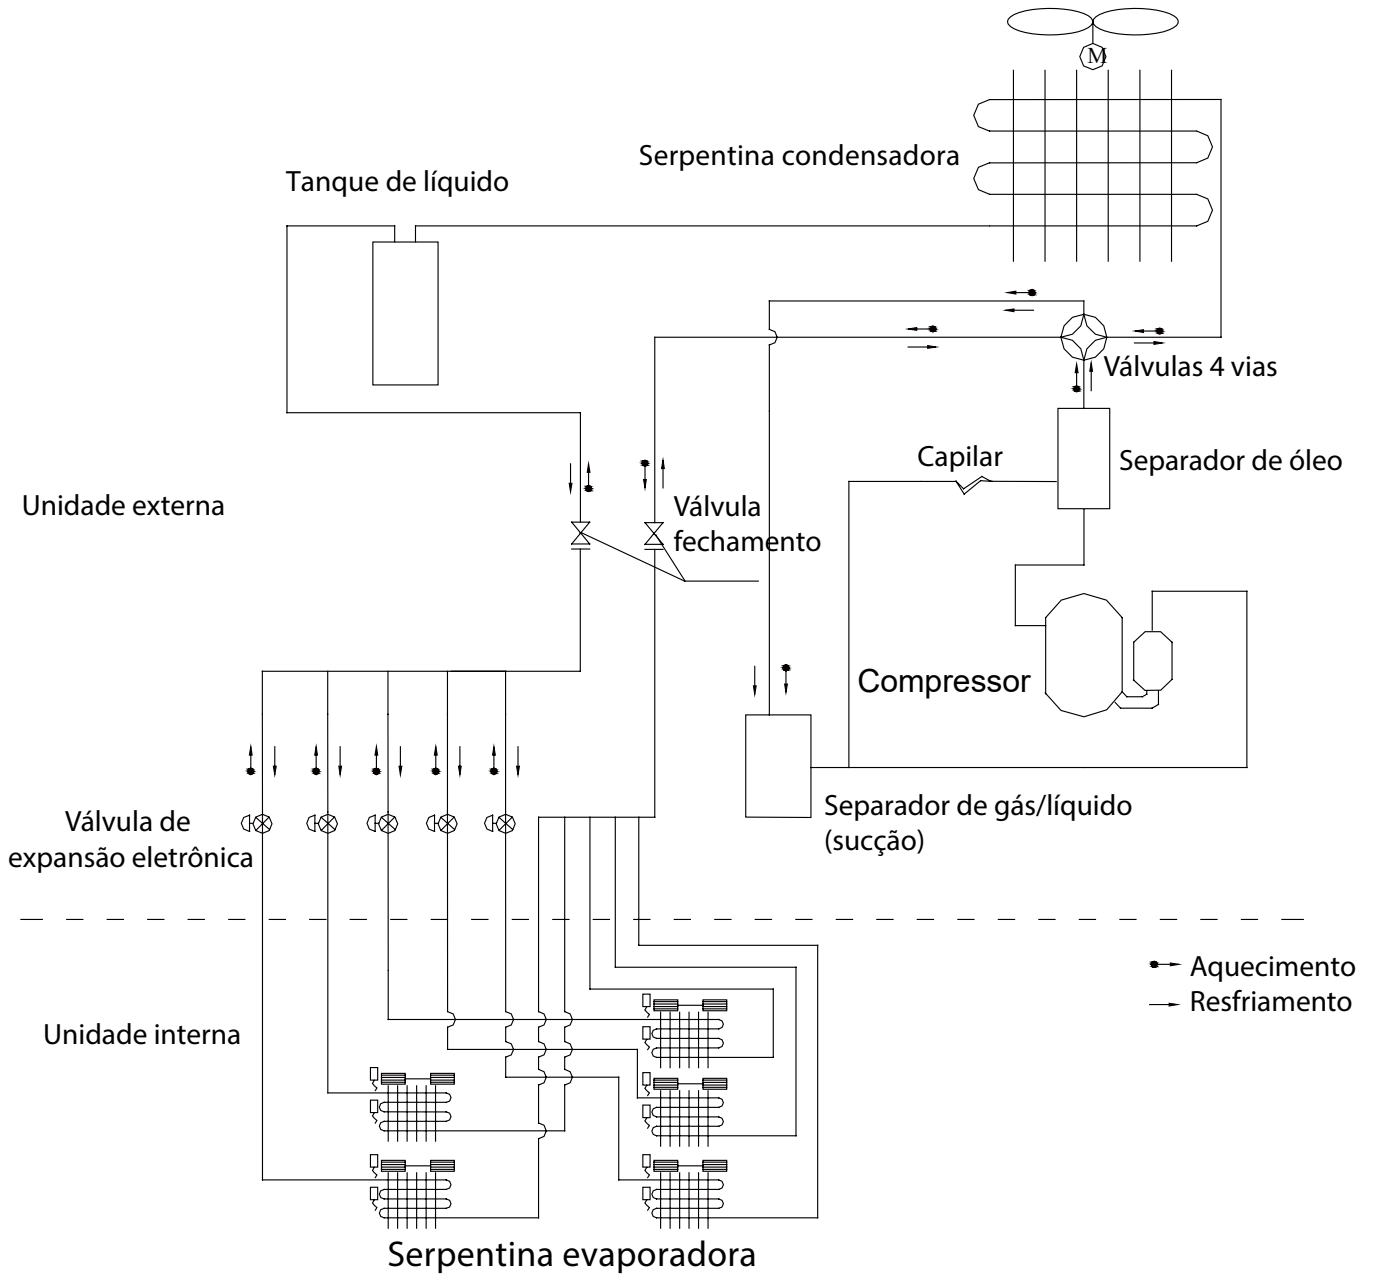 M
Serpentina condensadora
Tanque de líquido
Válvulas 4 vias
Capilar
Separador de óleo
Unidade externa
Válvula
fechamento
Compressor
Separador de gás/líquido
(sucção)
Válvula de
expansão eletrônica
Aquecimento
Resfriamento
Unidade interna
Serpentina evaporadora